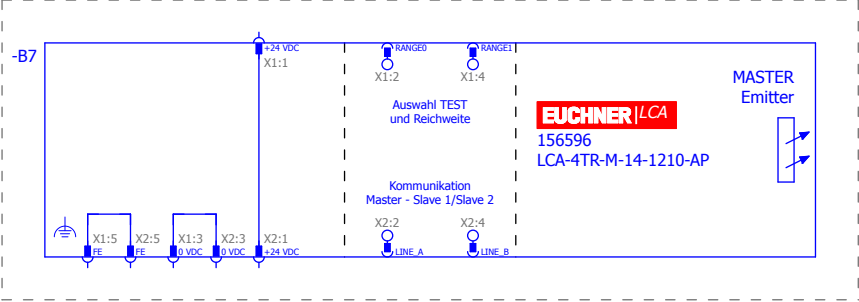 -B7
+24 VDC
X1:1
RANGE0
X1:2
RANGE1
X1:4
Auswahl TEST
und Reichweite
EUCHNER LCA
156596
LCA-4TR-M-14-1210-AP
MASTER
Emitter
Kommunikation
Master - Slave 1/Slave 2
X1:5
FE
X2:5
FE
X1:3
0 VDC
X2:3
0 VDC
X2:1
+24 VDC
X2:2
LINE_A
X2:4
LINE_B